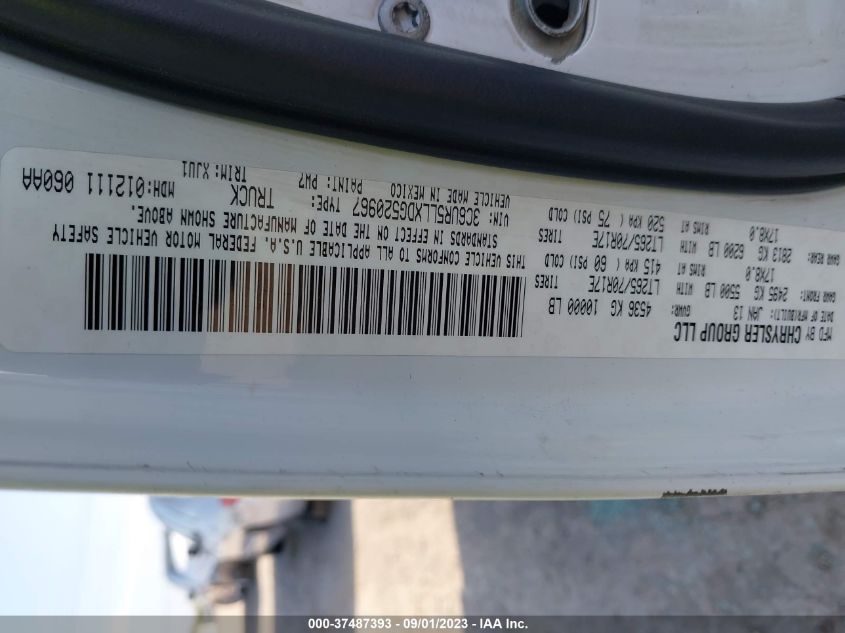 MFD BY CHRYSLER GROUP LLC
DATE OF MFR(BUILT): JAN 13 GVWR: 4536 KG 10000 LB
GAWR FRONT: 2495 KG 5500 LB WITH TIRES LT265/70R17E
RIMS AT 17X8.0 415 KPA ( 60 PSI) COLD
GAWR REAR: 2813 KG 6200 LB WITH TIRES LT265/70R17E
RIMS AT 17X8.0 520 KPA ( 75 PSI) COLD
THIS VEHICLE CONFORMS TO ALL APPLICABLE U.S.A. FEDERAL MOTOR VEHICLE SAFETY
STANDARDS IN EFFECT ON THE DATE OF MANUFACTURE SHOWN ABOVE.
VIN: 3C6UR5LLXDG520967 TYPE: TRUCK MDH:012111 060AA
VEHICLE MADE IN MEXICO PAINT: PW7 TRIM: XJU1
000-37487393 - 09/01/2023 - IAA Inc.